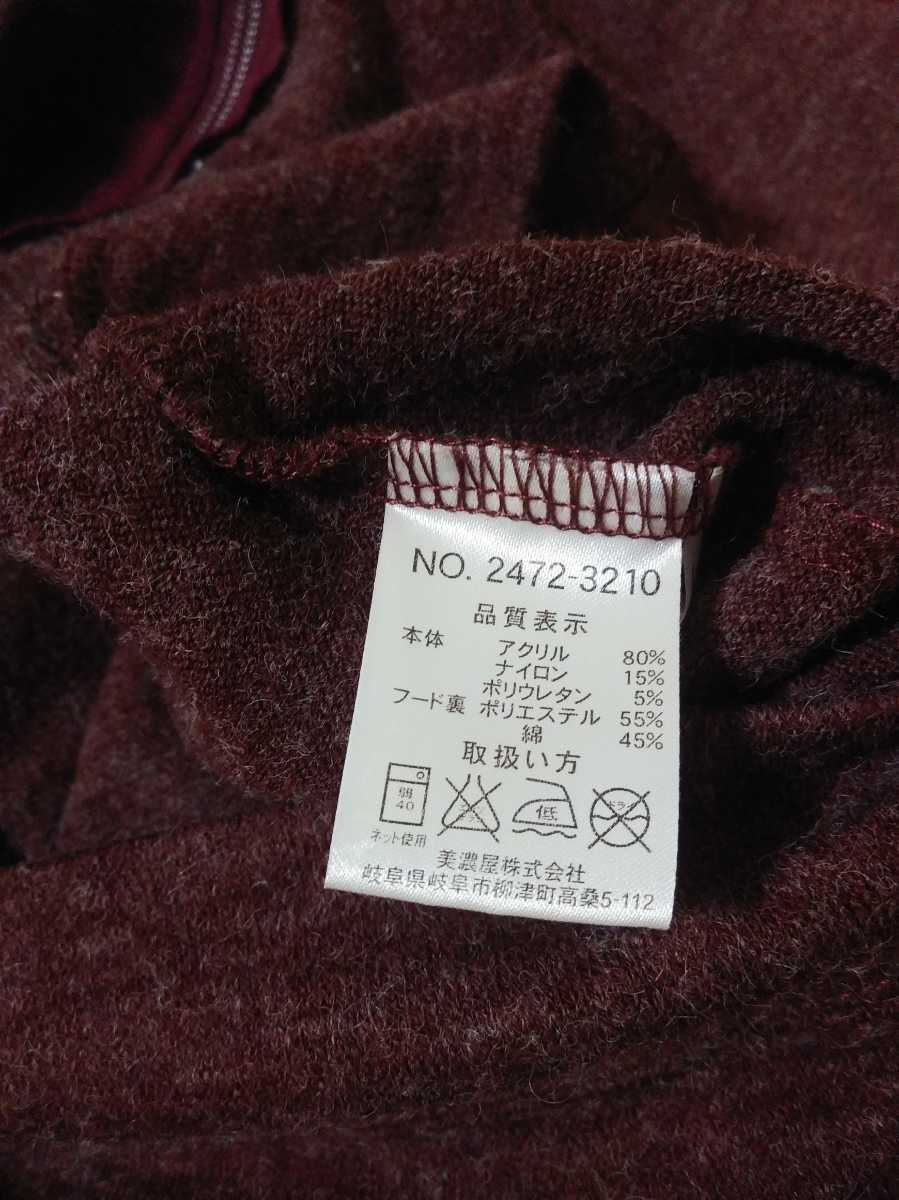 NO. 2472-3210
品質表示
本体 アクリル 80%
ナイロン 15%
ポリウレタン 5%
フード裏 ポリエステル 55%
綿 45%
取扱い方
弱
40
低
ネット使用
美濃屋株式会社
岐阜県岐阜市柳津町高桑5-112